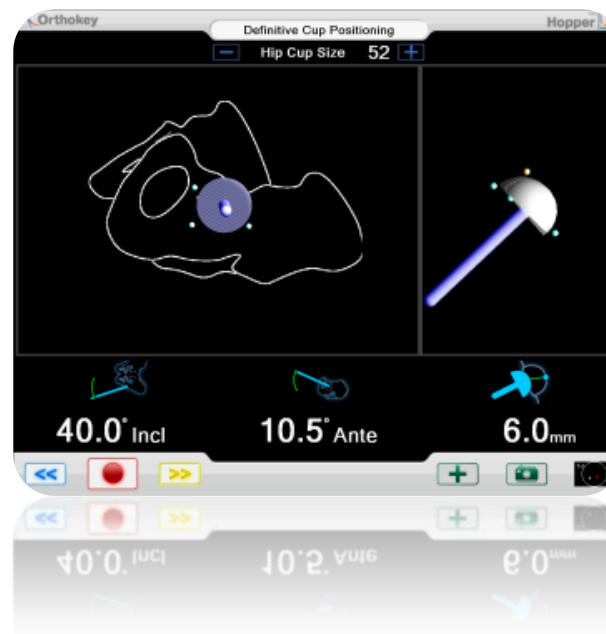 Orthokey
Hopper
Definitive Cup Positioning
Hip Cup Size 52
40.0° Incl
10.5° Ante
6.0mm